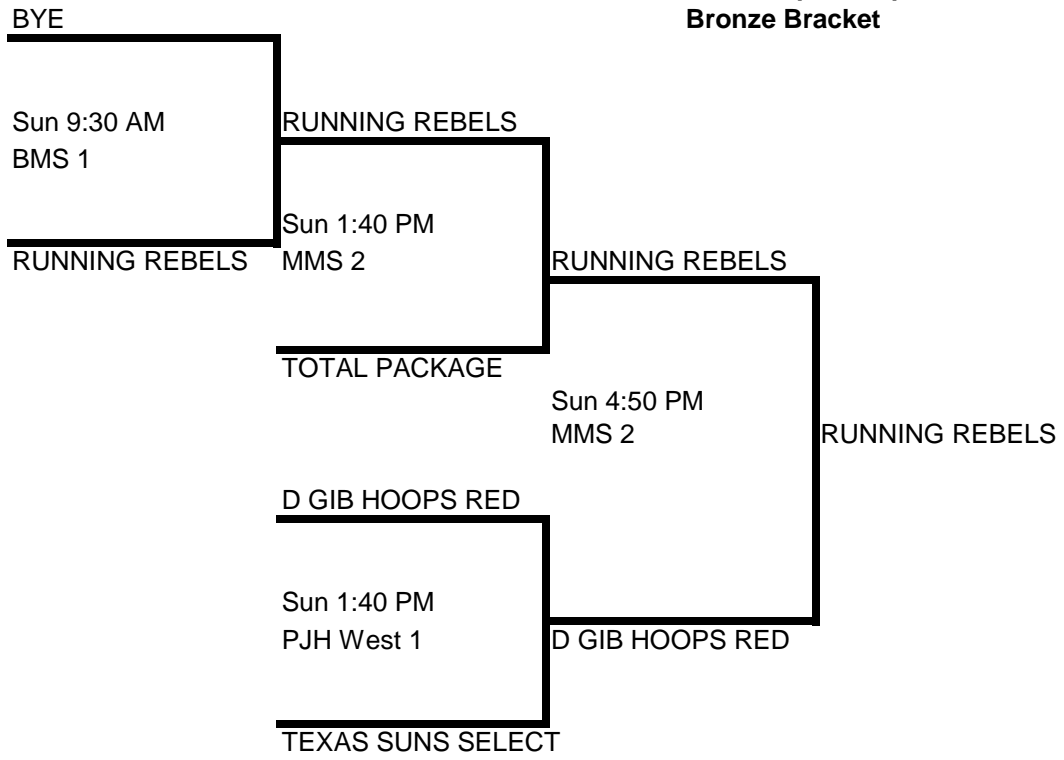 BYE
Bronze Bracket
Sun 9:30 AM
BMS 1
RUNNING REBELS
RUNNING REBELS
Sun 1:40 PM
MMS 2
TOTAL PACKAGE
RUNNING REBELS
Sun 4:50 PM
MMS 2
RUNNING REBELS
D GIB HOOPS RED
Sun 1:40 PM
PJH West 1
D GIB HOOPS RED
TEXAS SUNS SELECT